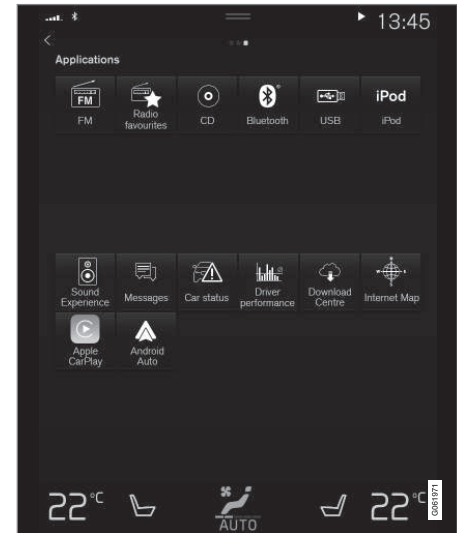 13:45
Applications
FM
iPod
FM
Radio
favourites
CD
Bluetooth
USB
iPod
Sound
Experience
Messages
Car status
Driver
performance
Download
Centre
Internet Map
Apple
CarPlay
Android
Auto
22°C
AUTO
22°C
G061971